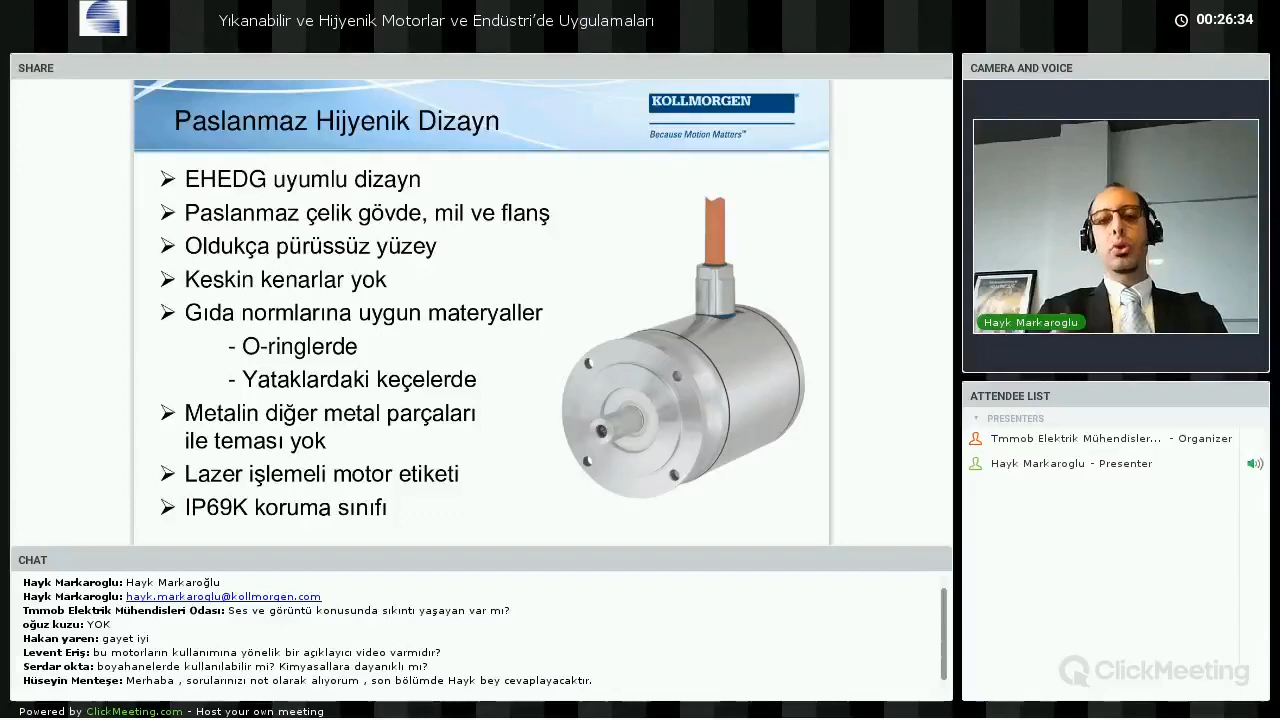 Yıkanabilir ve Hijyenik Motorlar ve Endüstri'de Uygulamaları
00:26:34
SHARE
KOLLMORGEN
Because Motion Matters™
Paslanmaz Hijyenik Dizayn
➢ EHEDG uyumlu dizayn
➢ Paslanmaz çelik gövde, mil ve flanş
➢ Oldukça pürüssüz yüzey
➢ Keskin kenarlar yok
➢ Gıda normlarına uygun materyaller
- O-ringlerde
- Yataklardaki keçelerde
➢ Metalin diğer metal parçaları
ile teması yok
➢ Lazer işlemeli motor etiketi
➢ IP69K koruma sınıfı
CAMERA AND VOICE
Hayk Markaroglu
ATTENDEE LIST
PRESENTERS
Tmmob Elektrik Mühendisler... - Organizer
Hayk Markaroglu - Presenter
CHAT
Hayk Markaroglu: Hayk Markaroğlu
Hayk Markaroglu: hayk.markaroglu@kollmorgen.com
Tmmob Elektrik Mühendisleri Odası: Ses ve görüntü konusunda sıkıntı yaşayan var mı?
oğuz kuzu: YOK
Hakan yaren: gayet iyi
Levent Eriş: bu motorların kullanımına yönelik bir açıklayıcı video varmıdır?
Serdar okta: boyahanelerde kullanılabilir mi? Kimyasallara dayanıklı mı?
Hüseyin Menteşe: Merhaba , sorularınızı not olarak alıyorum , son bölümde Hayk bey cevaplayacaktır.
ClickMeeting
Powered by ClickMeeting.com - Host your own meeting